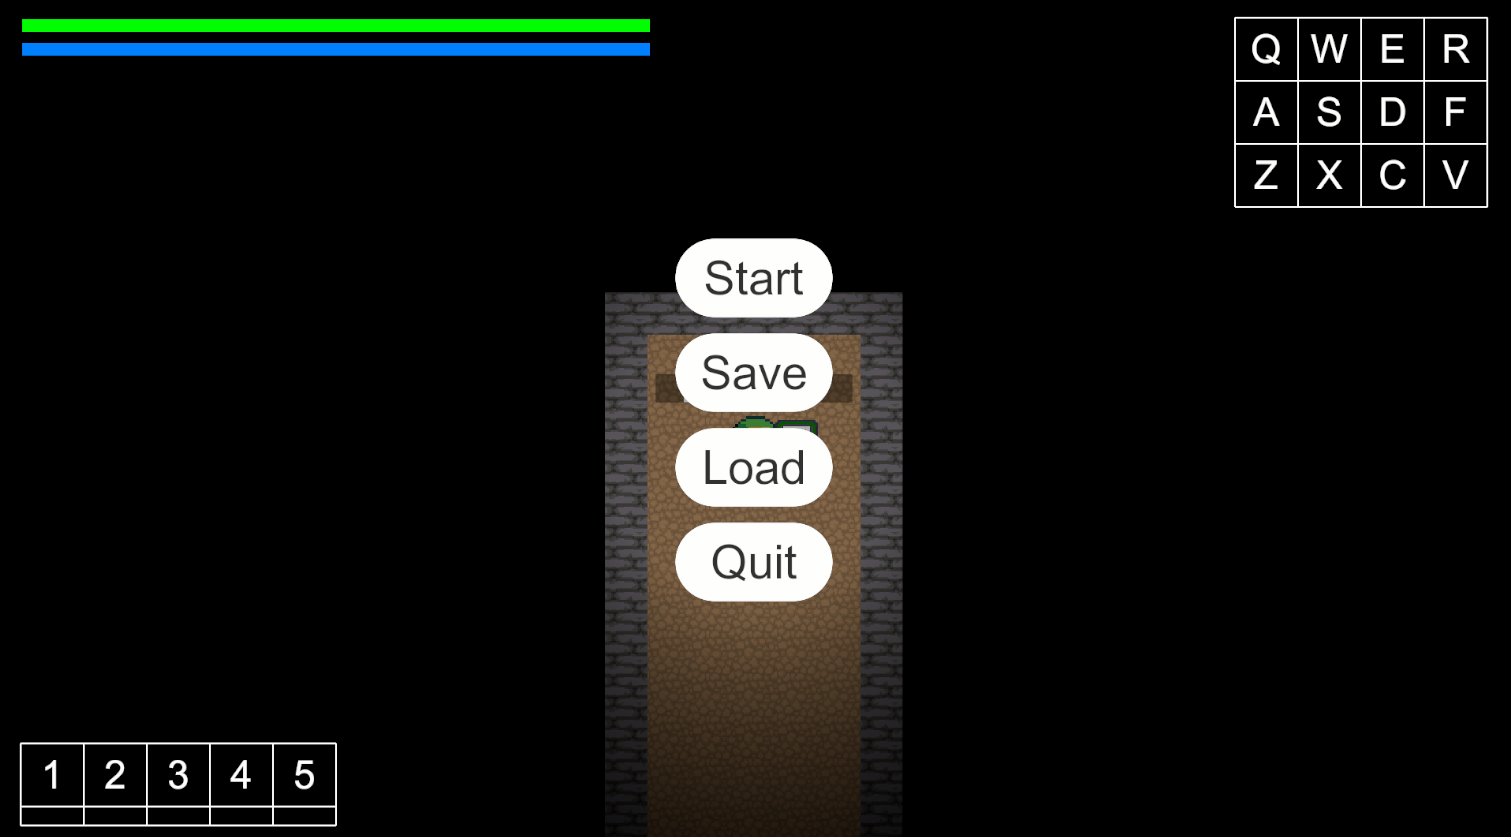 Q W E R
A S D F
Z X C V
Start
Save
Load
Quit
1 2 3 4 5